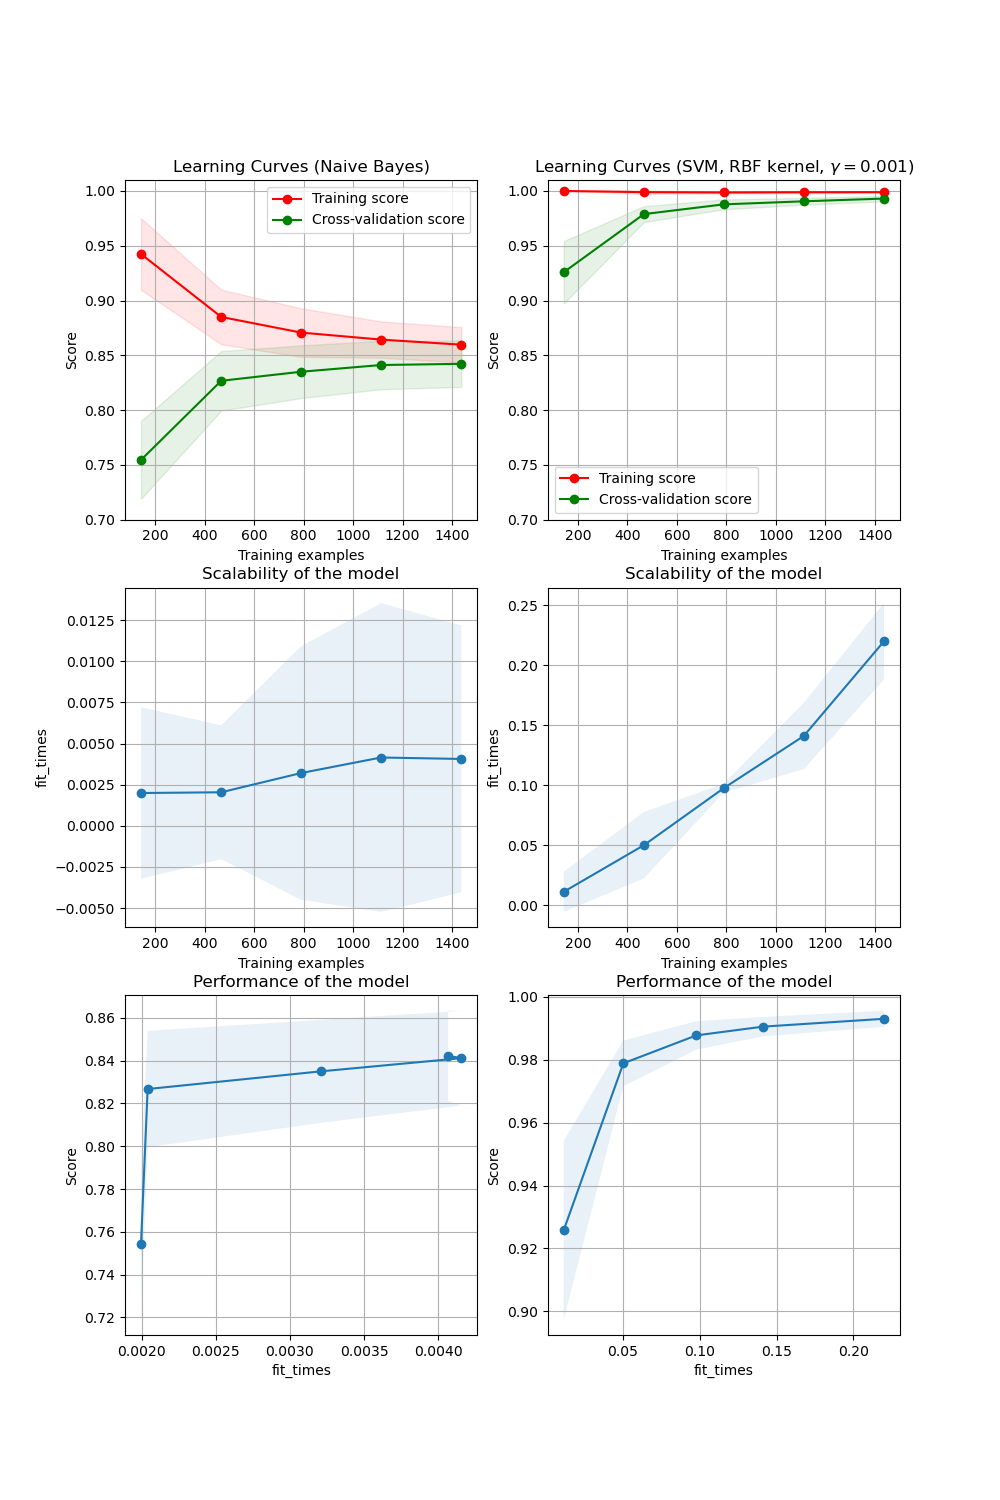 Learning Curves (Naive Bayes)
Score
1.00
0.95
0.90
0.85
0.80
0.75
0.70
Training score
Cross-validation score
200 400 600 800 1000 1200 1400
Training examples
Learning Curves (SVM, RBF kernel, γ = 0.001)
Score
1.00
0.95
0.90
0.85
0.80
0.75
0.70
Training score
Cross-validation score
200 400 600 800 1000 1200 1400
Training examples
Scalability of the model
fit_times
0.0125
0.0100
0.0075
0.0050
0.0025
0.0000
−0.0025
−0.0050
200 400 600 800 1000 1200 1400
Training examples
Scalability of the model
fit_times
0.25
0.20
0.15
0.10
0.05
0.00
200 400 600 800 1000 1200 1400
Training examples
Performance of the model
Score
0.86
0.84
0.82
0.80
0.78
0.76
0.74
0.72
0.0020 0.0025 0.0030 0.0035 0.0040
fit_times
Performance of the model
Score
1.00
0.98
0.96
0.94
0.92
0.90
0.05 0.10 0.15 0.20
fit_times